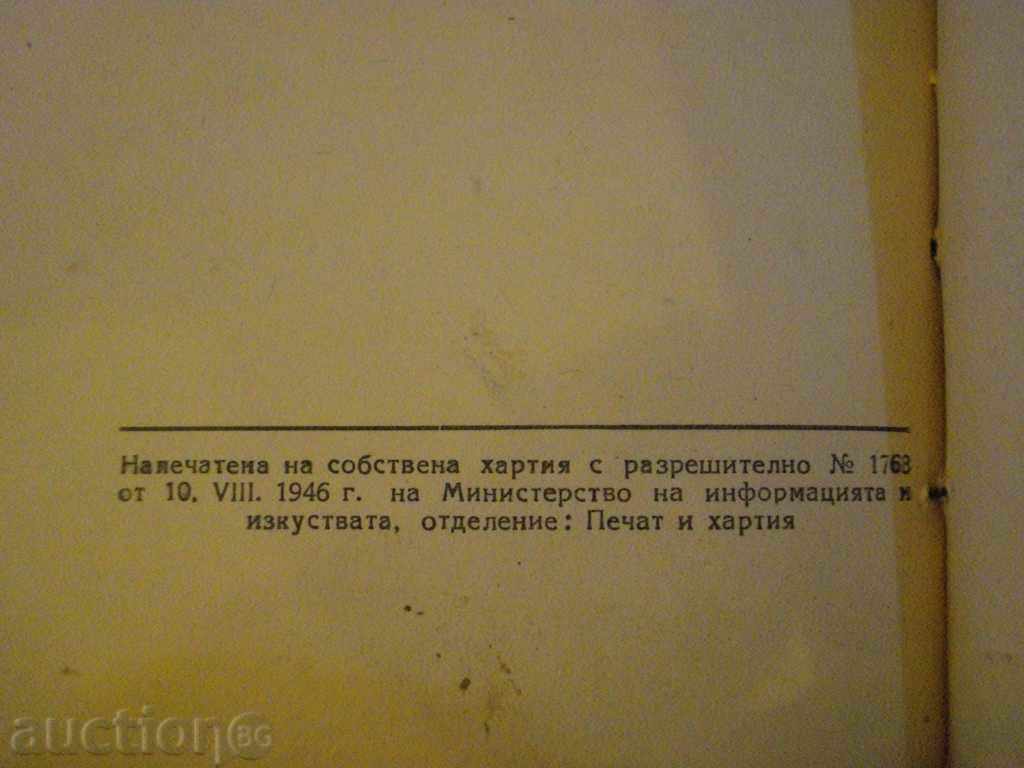 Напечатена на собствена хартия с разрешително № 1763
от 10. VIII. 1946 г. на Министерство на информацията и
изкуствата, отделение: Печат и хартия
auction BG